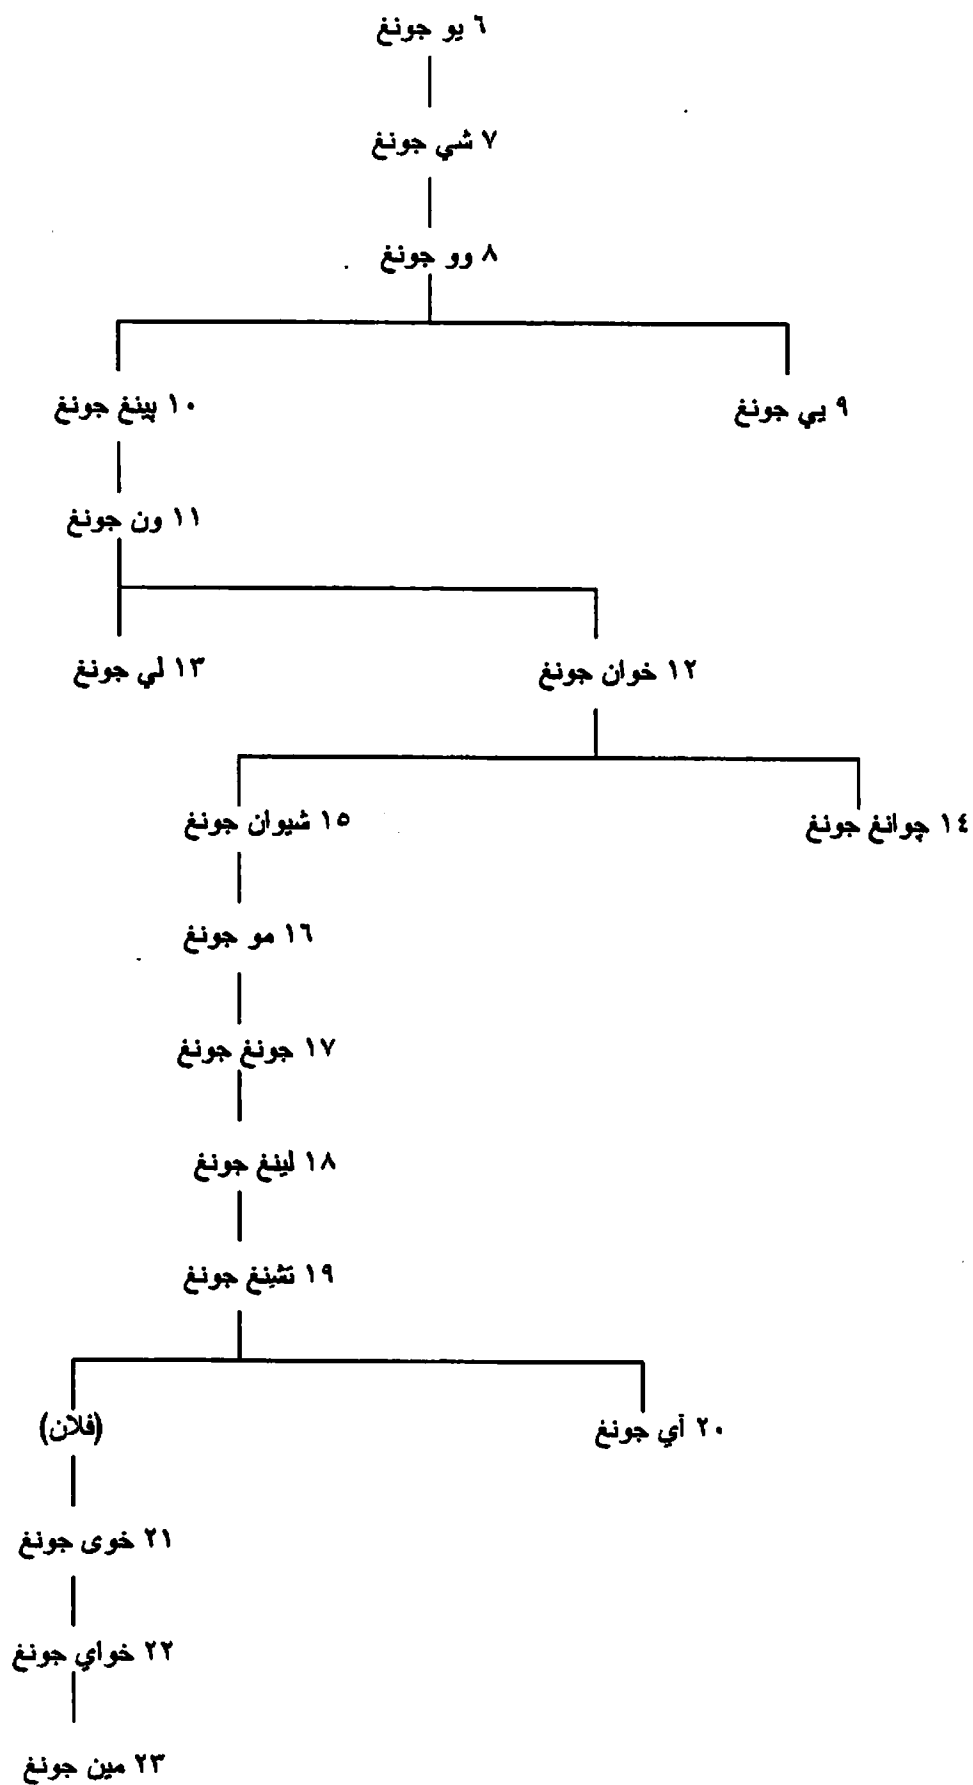 ٦ يو جونغ
٧ شي جونغ
٨ وو جونغ
٩ يي جونغ
١٠ پينغ جونغ
١١ ون جونغ
١٢ خوان جونغ
١٣ لي جونغ
١٤ چوانغ جونغ
١٥ شيوان جونغ
١٦ مو جونغ
١٧ جونغ جونغ
١٨ لينغ جونغ
١٩ تشينغ جونغ
٢٠ آي جونغ
(فلان)
٢١ خوى جونغ
٢٢ خواي جونغ
٢٣ مين جونغ